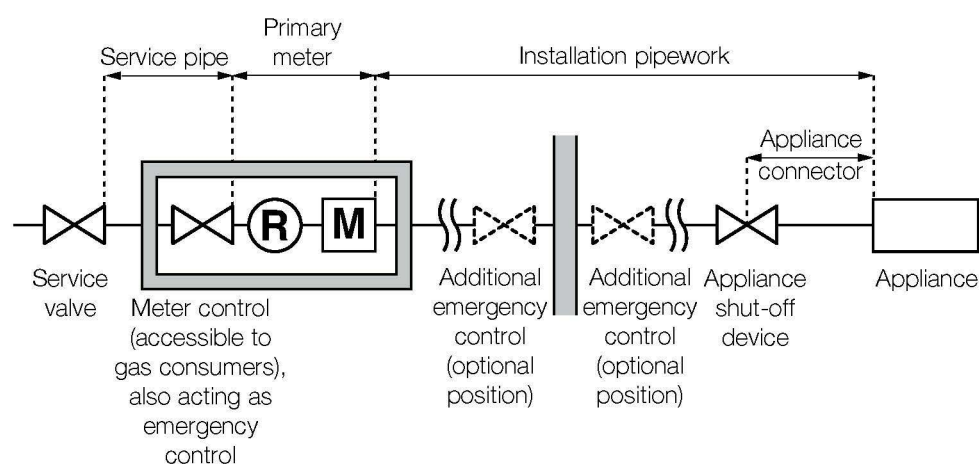 Primary
meter
Service pipe
Installation pipework
Appliance
connector
R
M
Service
valve
Meter control
(accessible to
gas consumers),
also acting as
emergency
control
Additional
emergency
control
(optional
position)
Additional
emergency
control
(optional
position)
Appliance
shut-off
device
Appliance